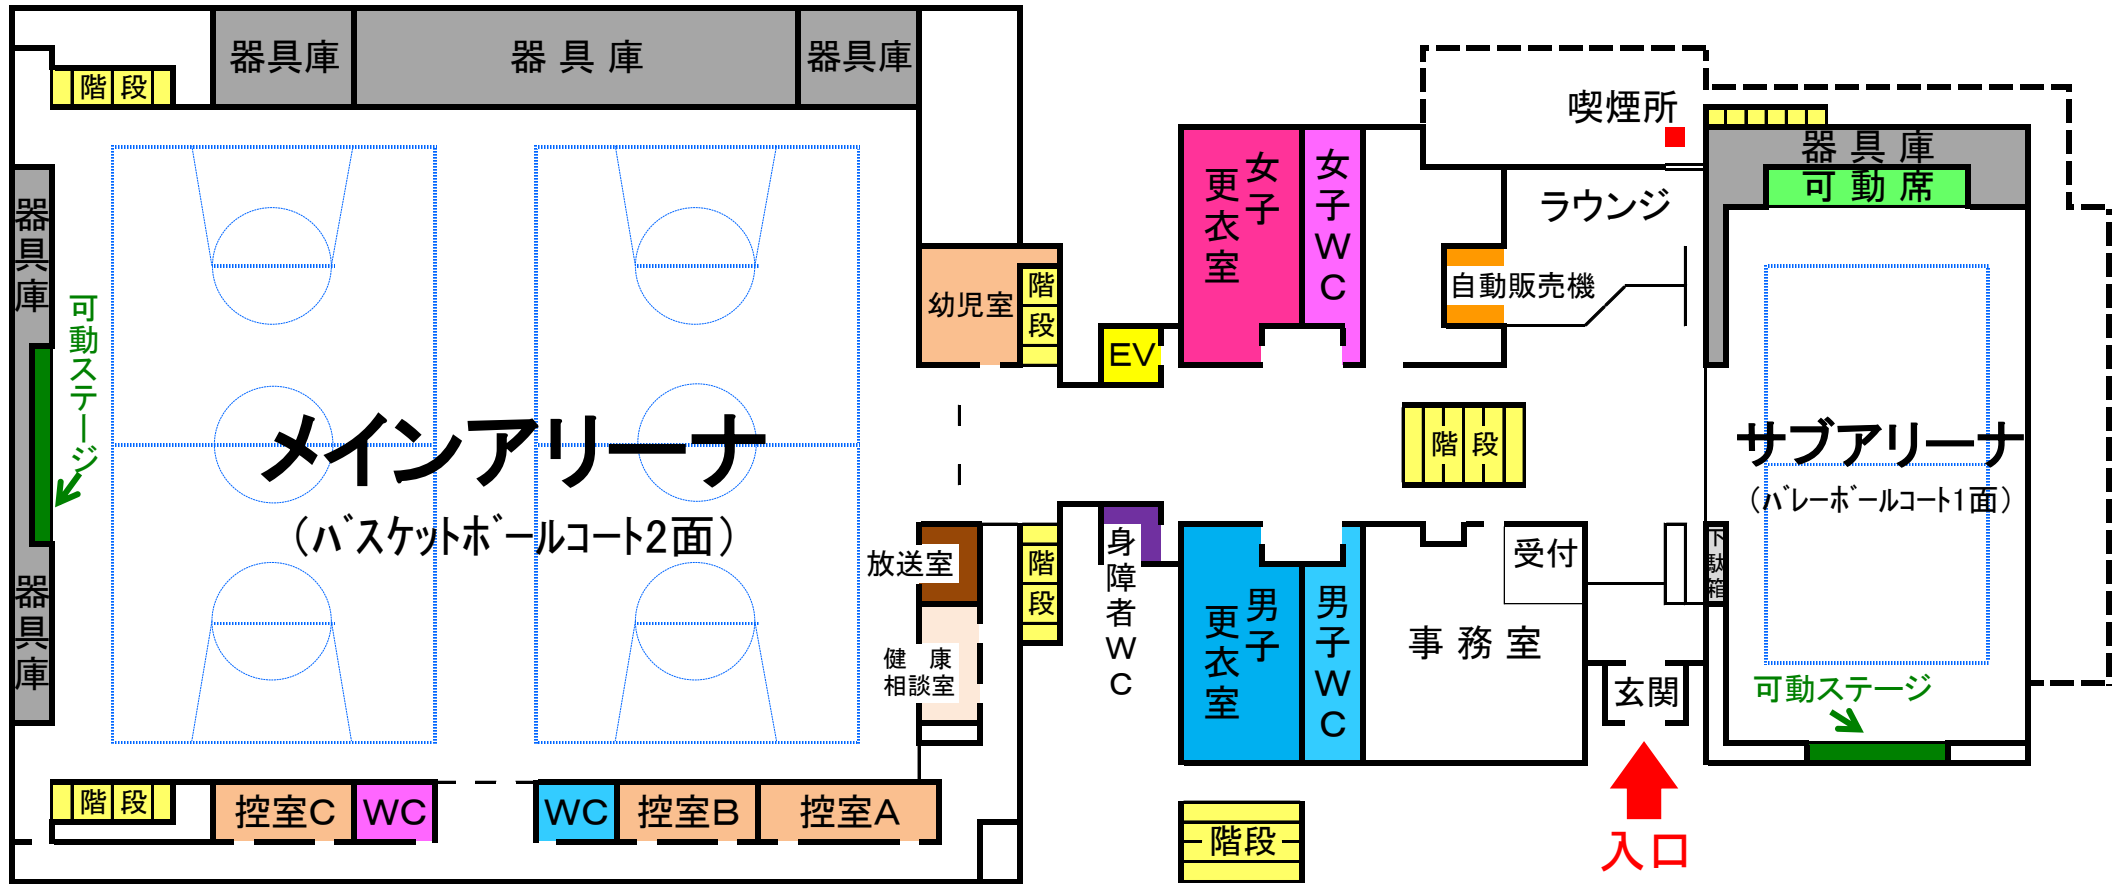 器具庫
器具庫
器具庫
階段
喫煙所
器具庫
可動席
女子更衣室
女子WC
ラウンジ
器具庫
可動ステージ
幼児室
階段
自動販売機
EV
メインアリーナ
(バスケットボールコート2面)
階段
サブアリーナ
(バレーボールコート1面)
放送室
階段
身障者WC
受付
下駄箱
器具庫
健康
相談室
男子更衣室
男子WC
事務室
玄関
可動ステージ
階段
控室C
WC
WC
控室B
控室A
階段
入口